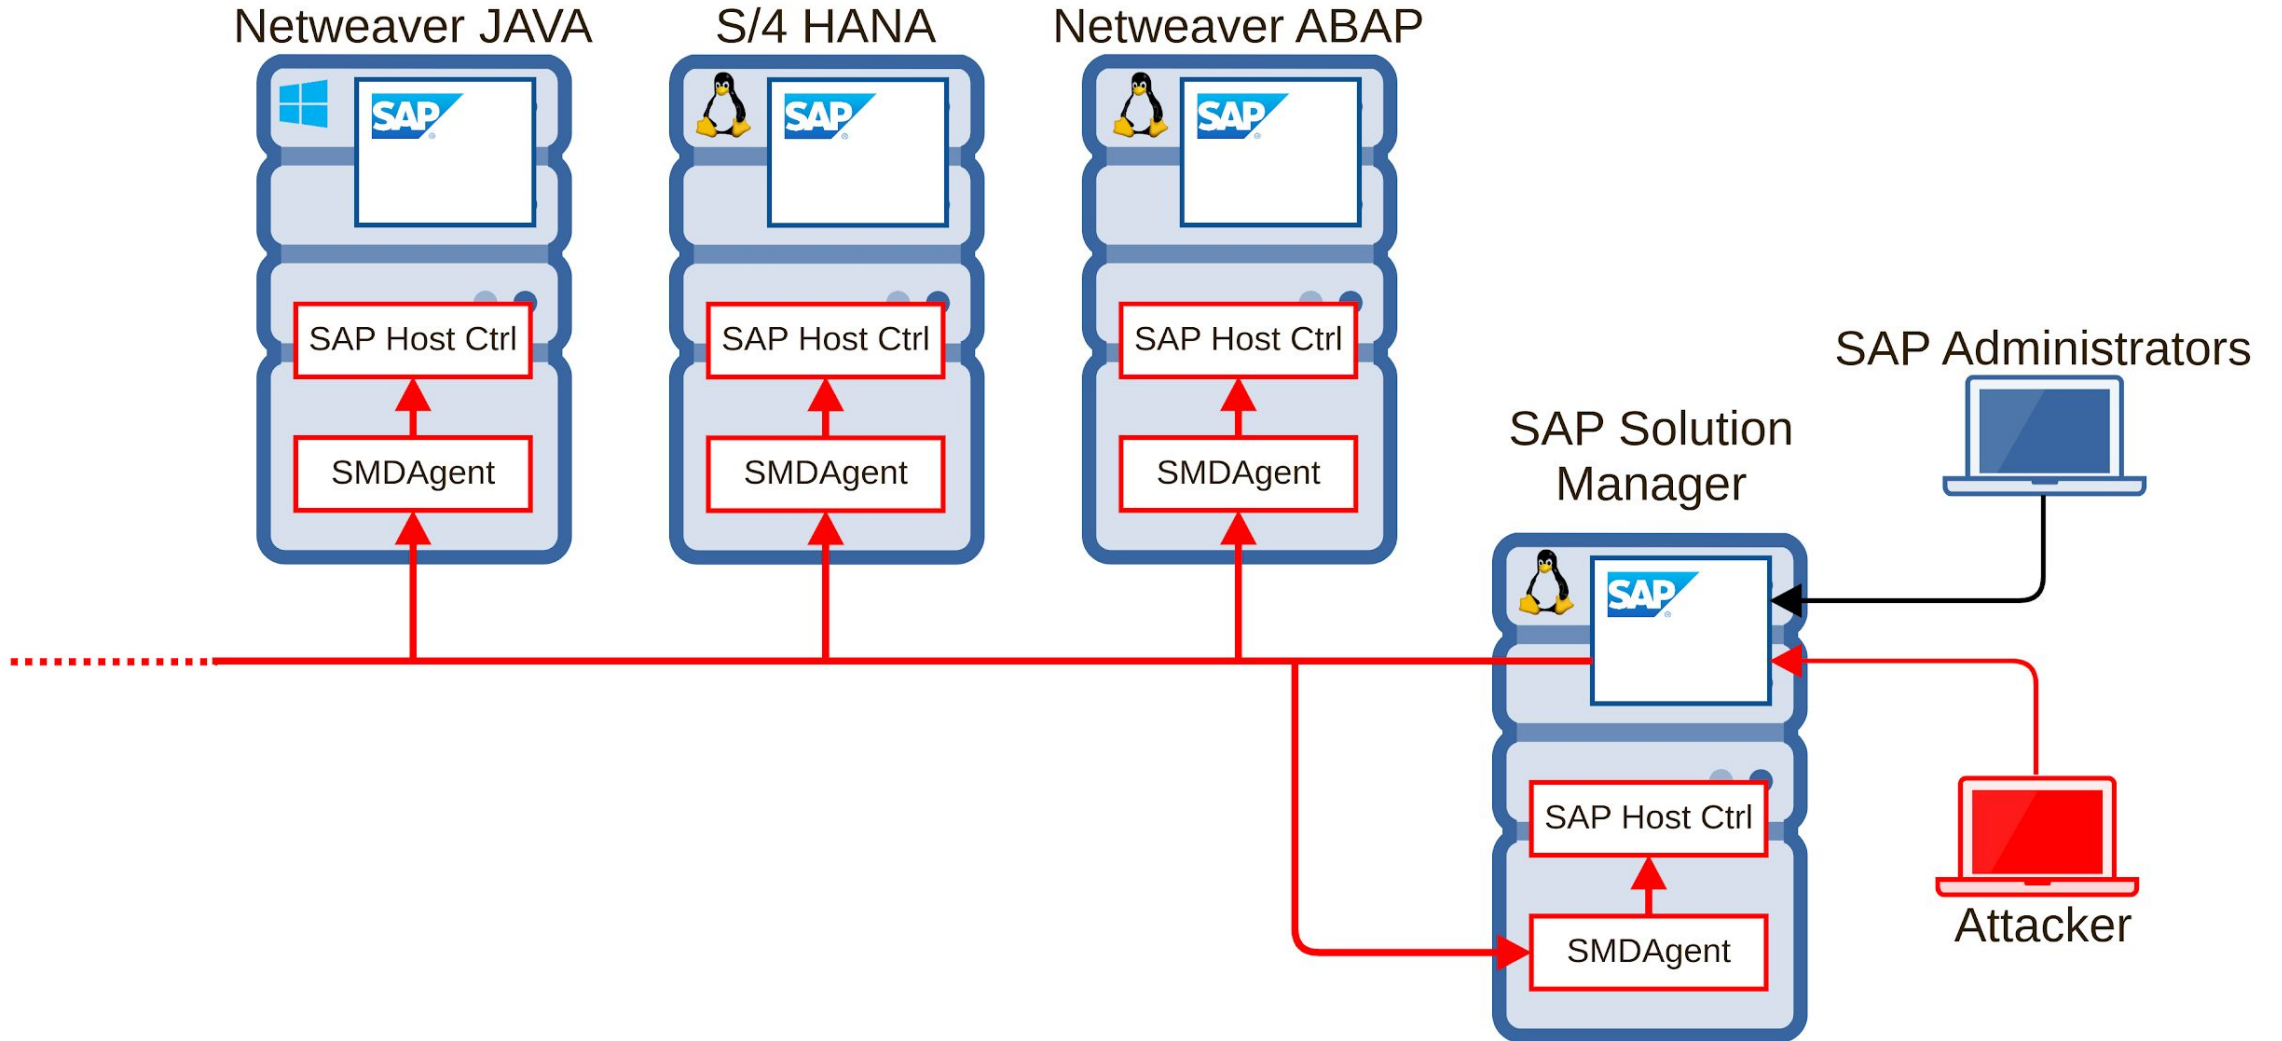 Netweaver JAVA
S/4 HANA
Netweaver ABAP
SAP
SAP
SAP
SAP Host Ctrl
SAP Host Ctrl
SAP Host Ctrl
SMDAgent
SMDAgent
SMDAgent
SAP Administrators
SAP Solution
Manager
SAP
SAP Host Ctrl
SMDAgent
Attacker